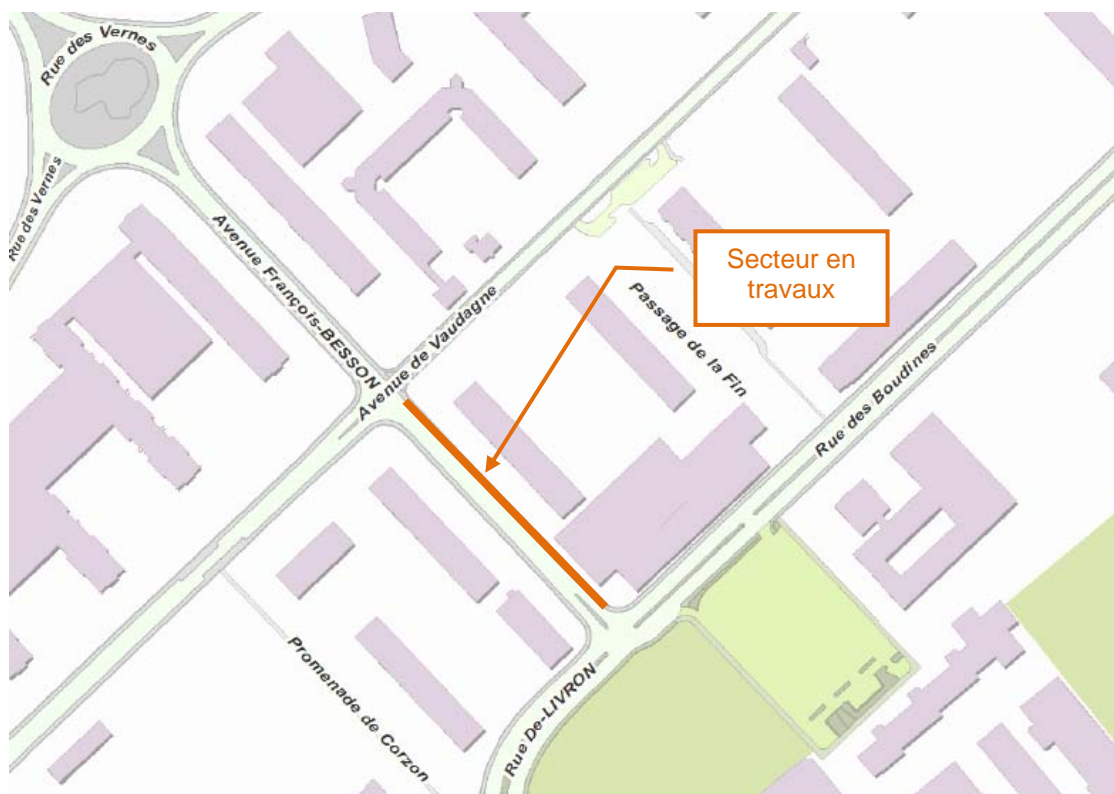 Rue des Vernes
Rue des Vernes
Avenue François-BESSON
Avenue de Vaudagne
Secteur en
travaux
Passage de la Fin
Rue des Boudines
Promenade de Corzon
Rue De-LIVRON